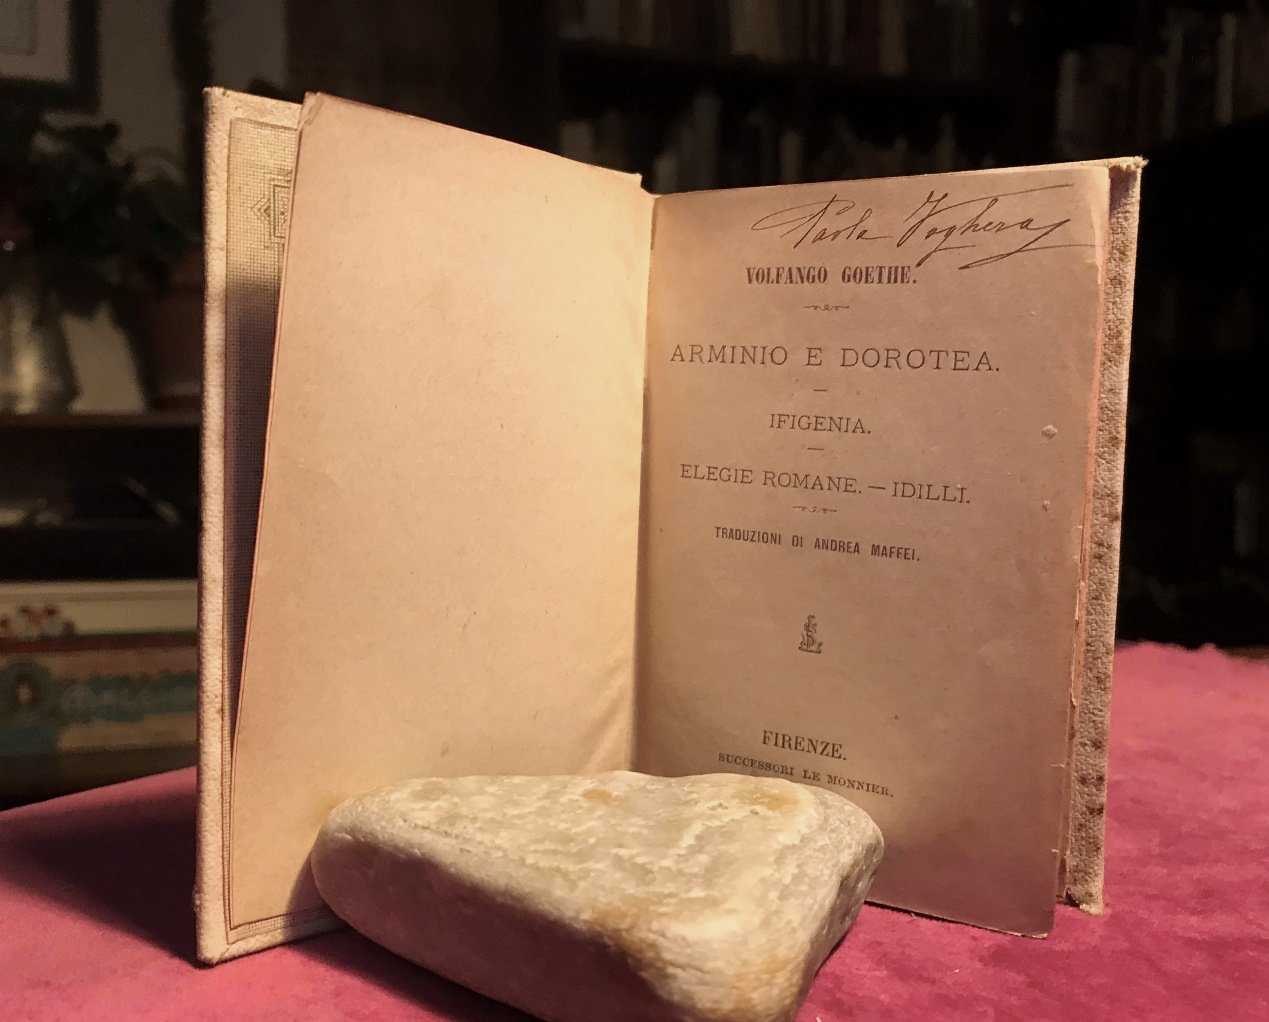 Paola Voghera
VOLFANGO GOETHE.
ARMINIO E DOROTEA.
IFIGENIA.
ELEGIE ROMANE. — IDILLI.
TRADUZIONI DI ANDREA MAFFEI.
FIRENZE.
SUCCESSORI LE MONNIER.